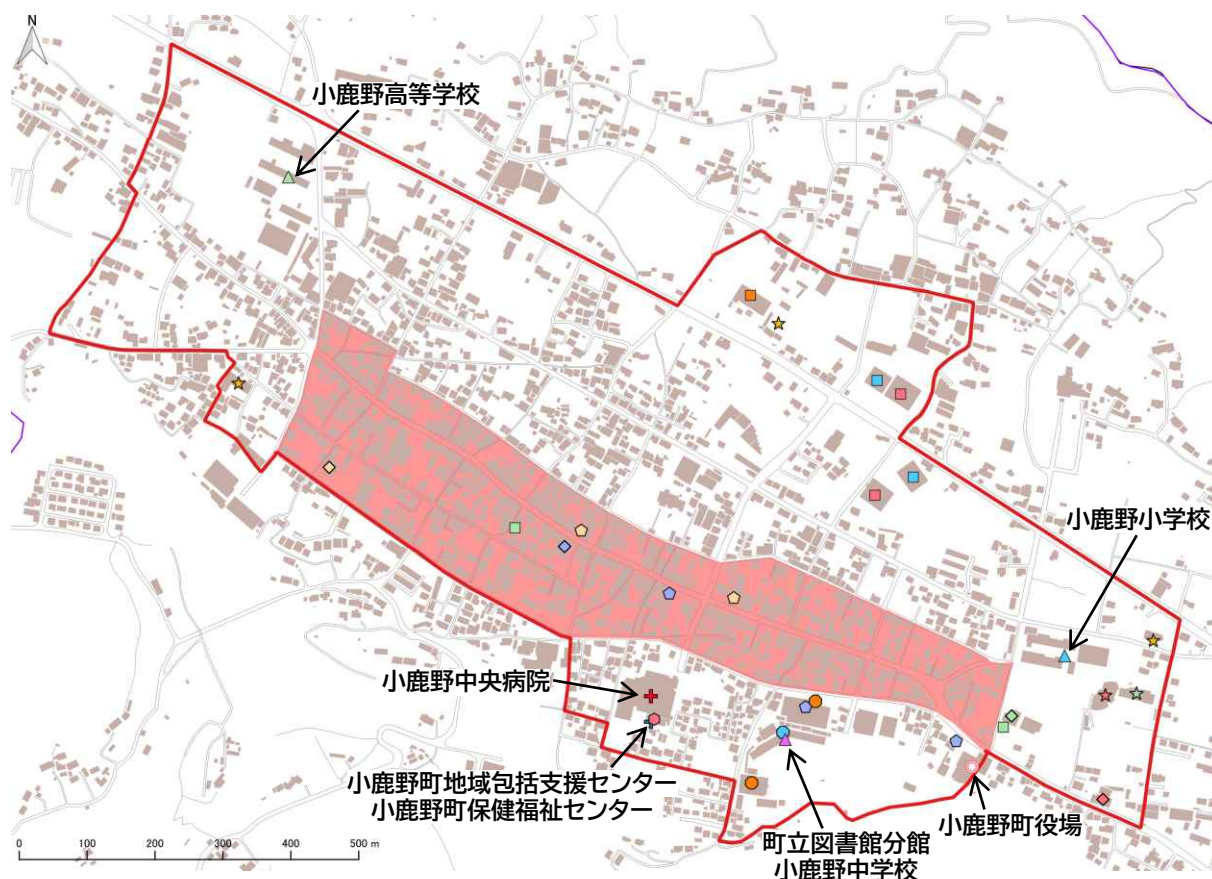 N
小鹿野高等学校
小鹿野小学校
小鹿野中央病院
小鹿野町地域包括支援センター
小鹿野町保健福祉センター
小鹿野町役場
町立図書館分館
小鹿野中学校
0 100 200 300 400 500 m